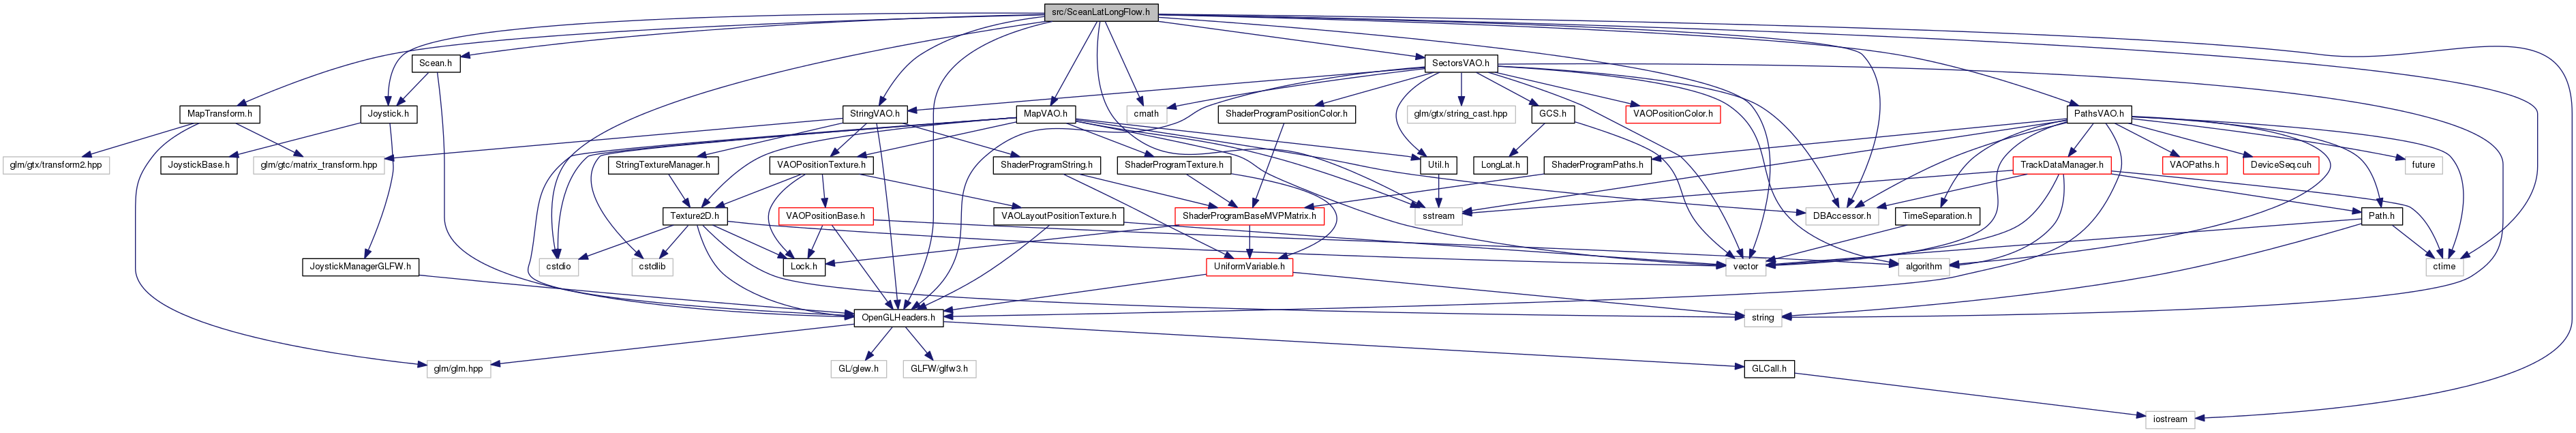 src/SceanLatLongFlow.h
Scean.h
SectorsVAO.h
MapTransform.h
Joystick.h
StringVAO.h
MapVAO.h
cmath
ShaderProgramPositionColor.h
glm/gtx/string_cast.hpp
GCS.h
VAOPositionColor.h
PathsVAO.h
glm/gtx/transform2.hpp
JoystickBase.h
glm/gtc/matrix_transform.hpp
StringTextureManager.h
VAOPositionTexture.h
ShaderProgramString.h
ShaderProgramTexture.h
Util.h
LongLat.h
ShaderProgramPaths.h
TrackDataManager.h
VAOPaths.h
DeviceSeq.cuh
future
Texture2D.h
VAOPositionBase.h
VAOLayoutPositionTexture.h
ShaderProgramBaseMVPMatrix.h
sstream
DBAccessor.h
TimeSeparation.h
Path.h
JoystickManagerGLFW.h
cstdio
cstdlib
Lock.h
UniformVariable.h
vector
algorithm
ctime
OpenGLHeaders.h
string
glm/glm.hpp
GL/glew.h
GLFW/glfw3.h
GLCall.h
iostream